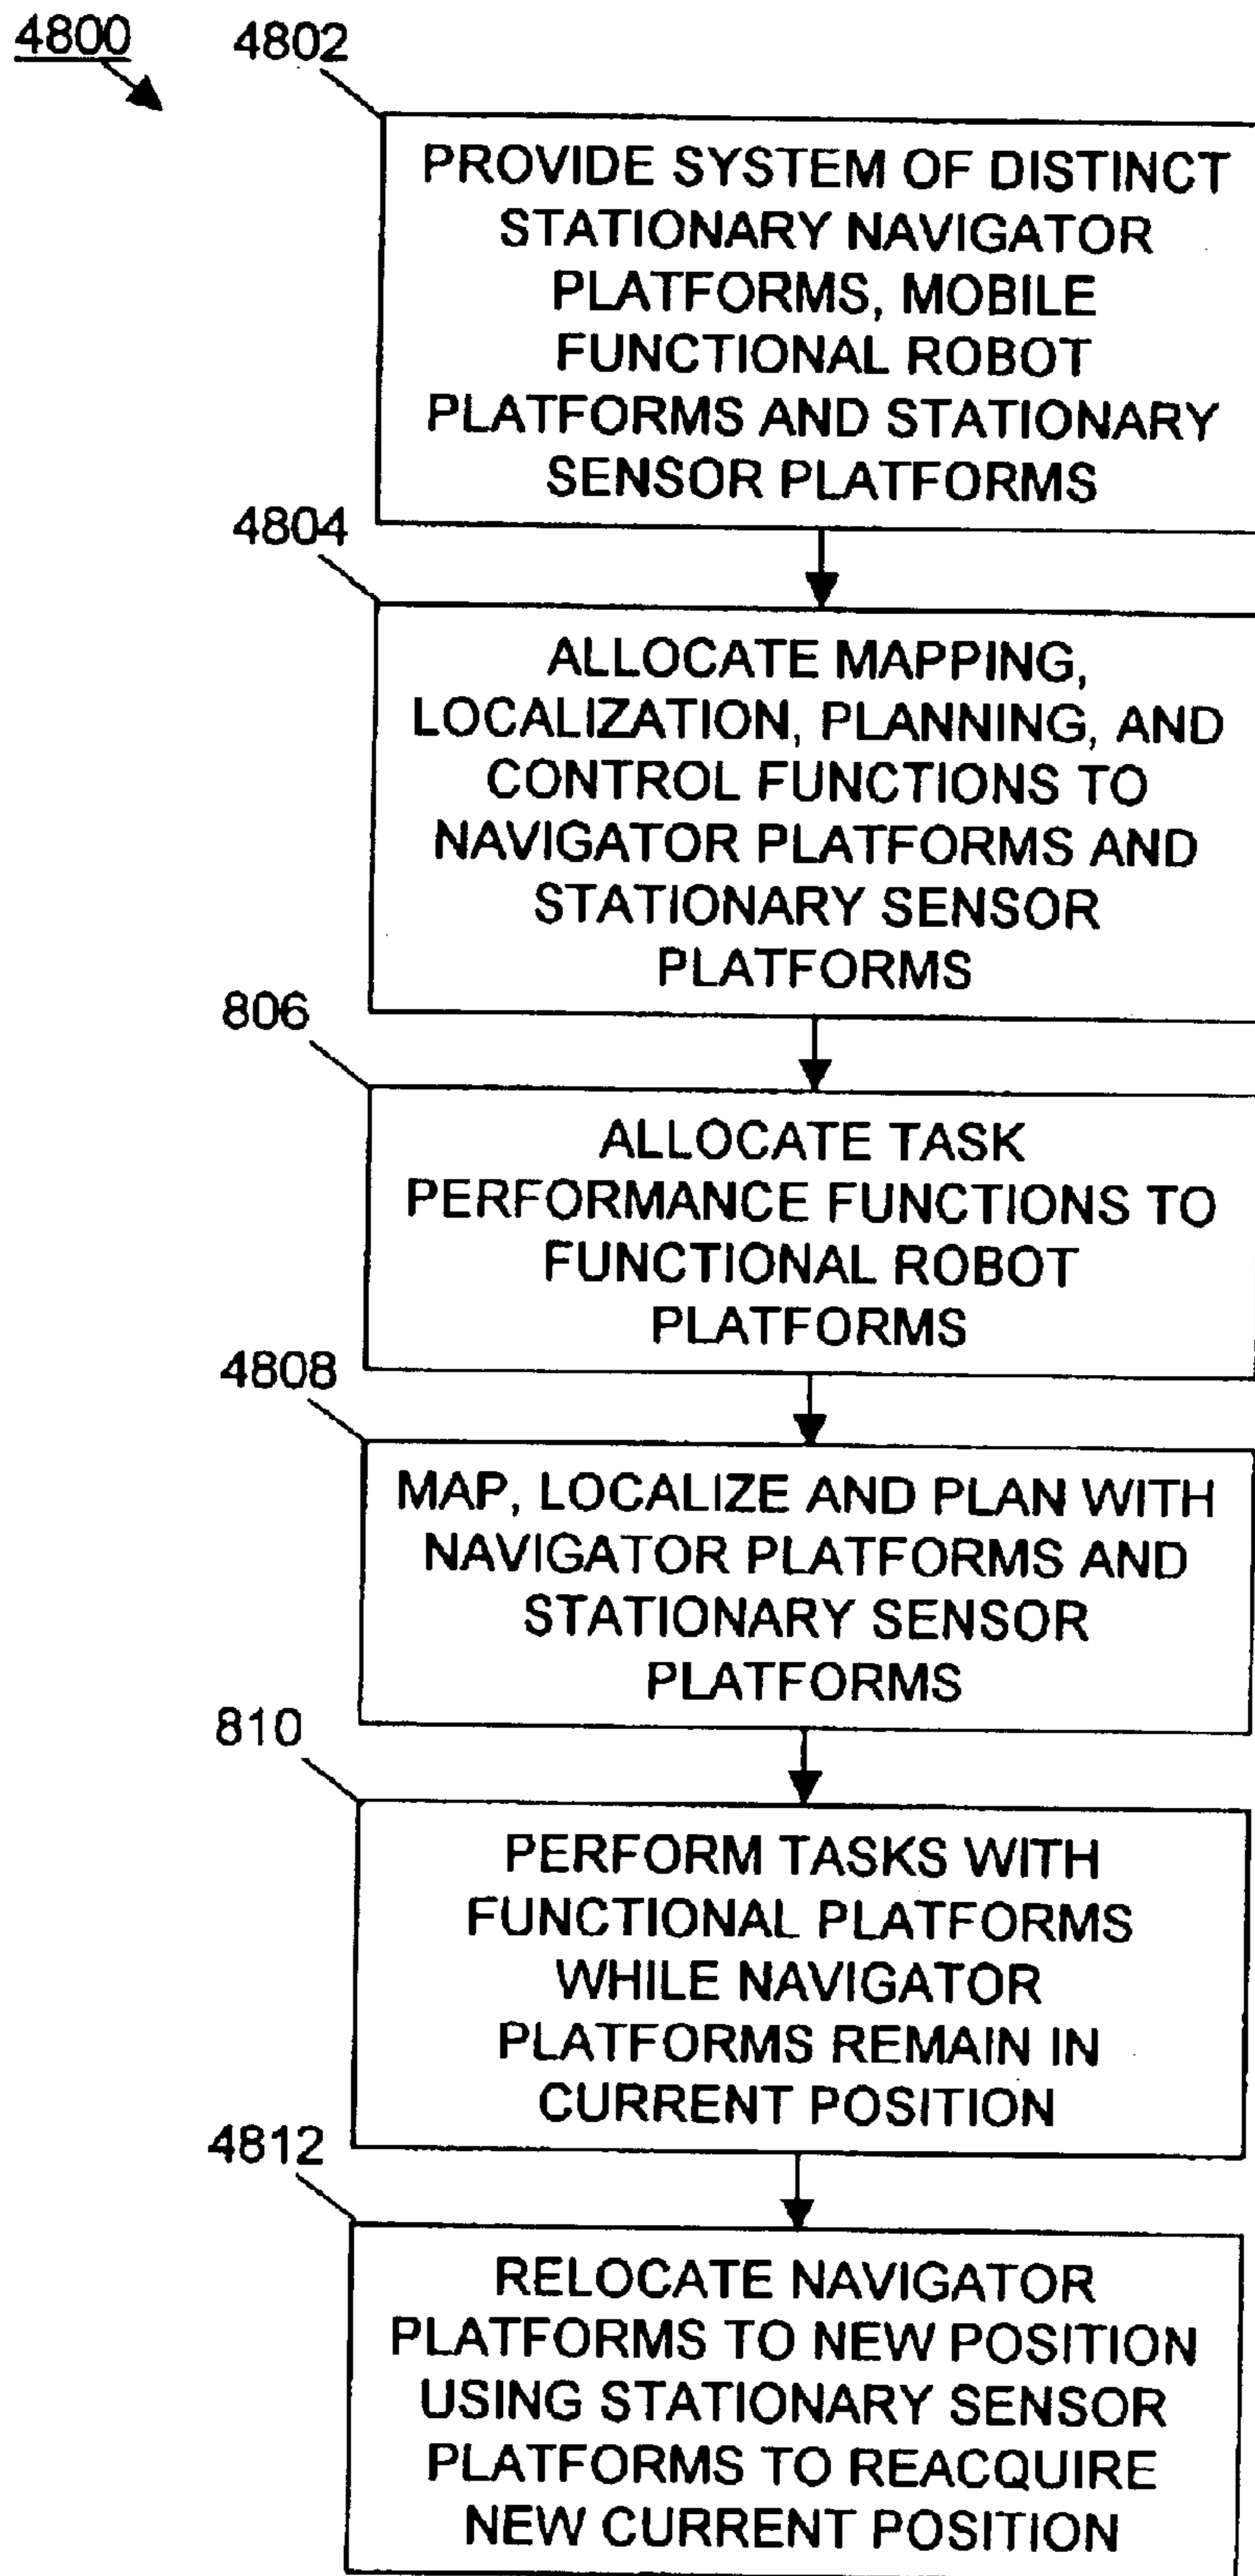 4800
4802
PROVIDE SYSTEM OF DISTINCT
STATIONARY NAVIGATOR
PLATFORMS, MOBILE
FUNCTIONAL ROBOT
PLATFORMS AND STATIONARY
SENSOR PLATFORMS
4804
ALLOCATE MAPPING,
LOCALIZATION, PLANNING, AND
CONTROL FUNCTIONS TO
NAVIGATOR PLATFORMS AND
STATIONARY SENSOR
PLATFORMS
806
ALLOCATE TASK
PERFORMANCE FUNCTIONS TO
FUNCTIONAL ROBOT
PLATFORMS
4808
MAP, LOCALIZE AND PLAN WITH
NAVIGATOR PLATFORMS AND
STATIONARY SENSOR
PLATFORMS
810
PERFORM TASKS WITH
FUNCTIONAL PLATFORMS
WHILE NAVIGATOR
PLATFORMS REMAIN IN
CURRENT POSITION
4812
RELOCATE NAVIGATOR
PLATFORMS TO NEW POSITION
USING STATIONARY SENSOR
PLATFORMS TO REACQUIRE
NEW CURRENT POSITION